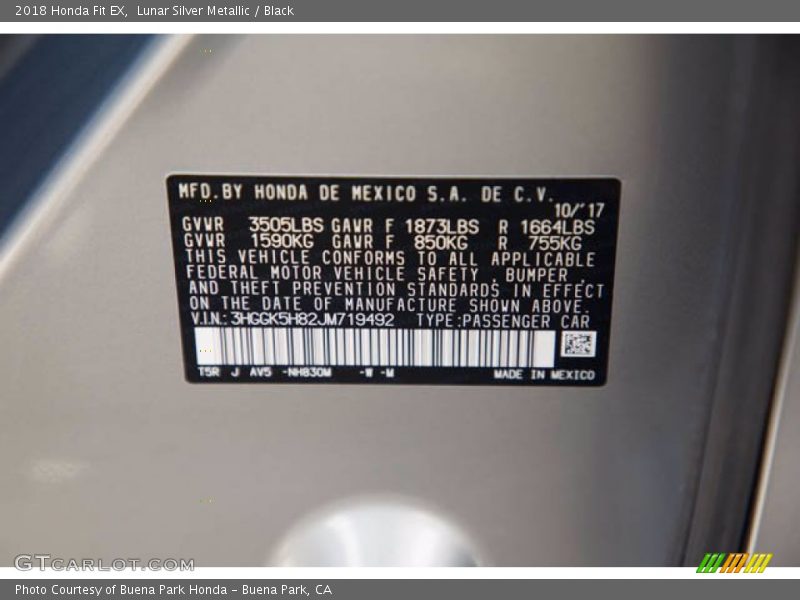 2018 Honda Fit EX, Lunar Silver Metallic / Black
MFD.BY HONDA DE MEXICO S.A. DE C.V.
10/'17
GVWR 3505LBS GAWR F 1873LBS R 1664LBS
GVWR 1590KG GAWR F 850KG R 755KG
THIS VEHICLE CONFORMS TO ALL APPLICABLE
FEDERAL MOTOR VEHICLE SAFETY, BUMPER,
AND THEFT PREVENTION STANDARDS IN EFFECT
ON THE DATE OF MANUFACTURE SHOWN ABOVE.
V.I.N.:3HGGK5H82JM719492 TYPE:PASSENGER CAR
T5R J AV5 -NH830M -W -M MADE IN MEXICO
GTCARLOT.COM
Photo Courtesy of Buena Park Honda – Buena Park, CA